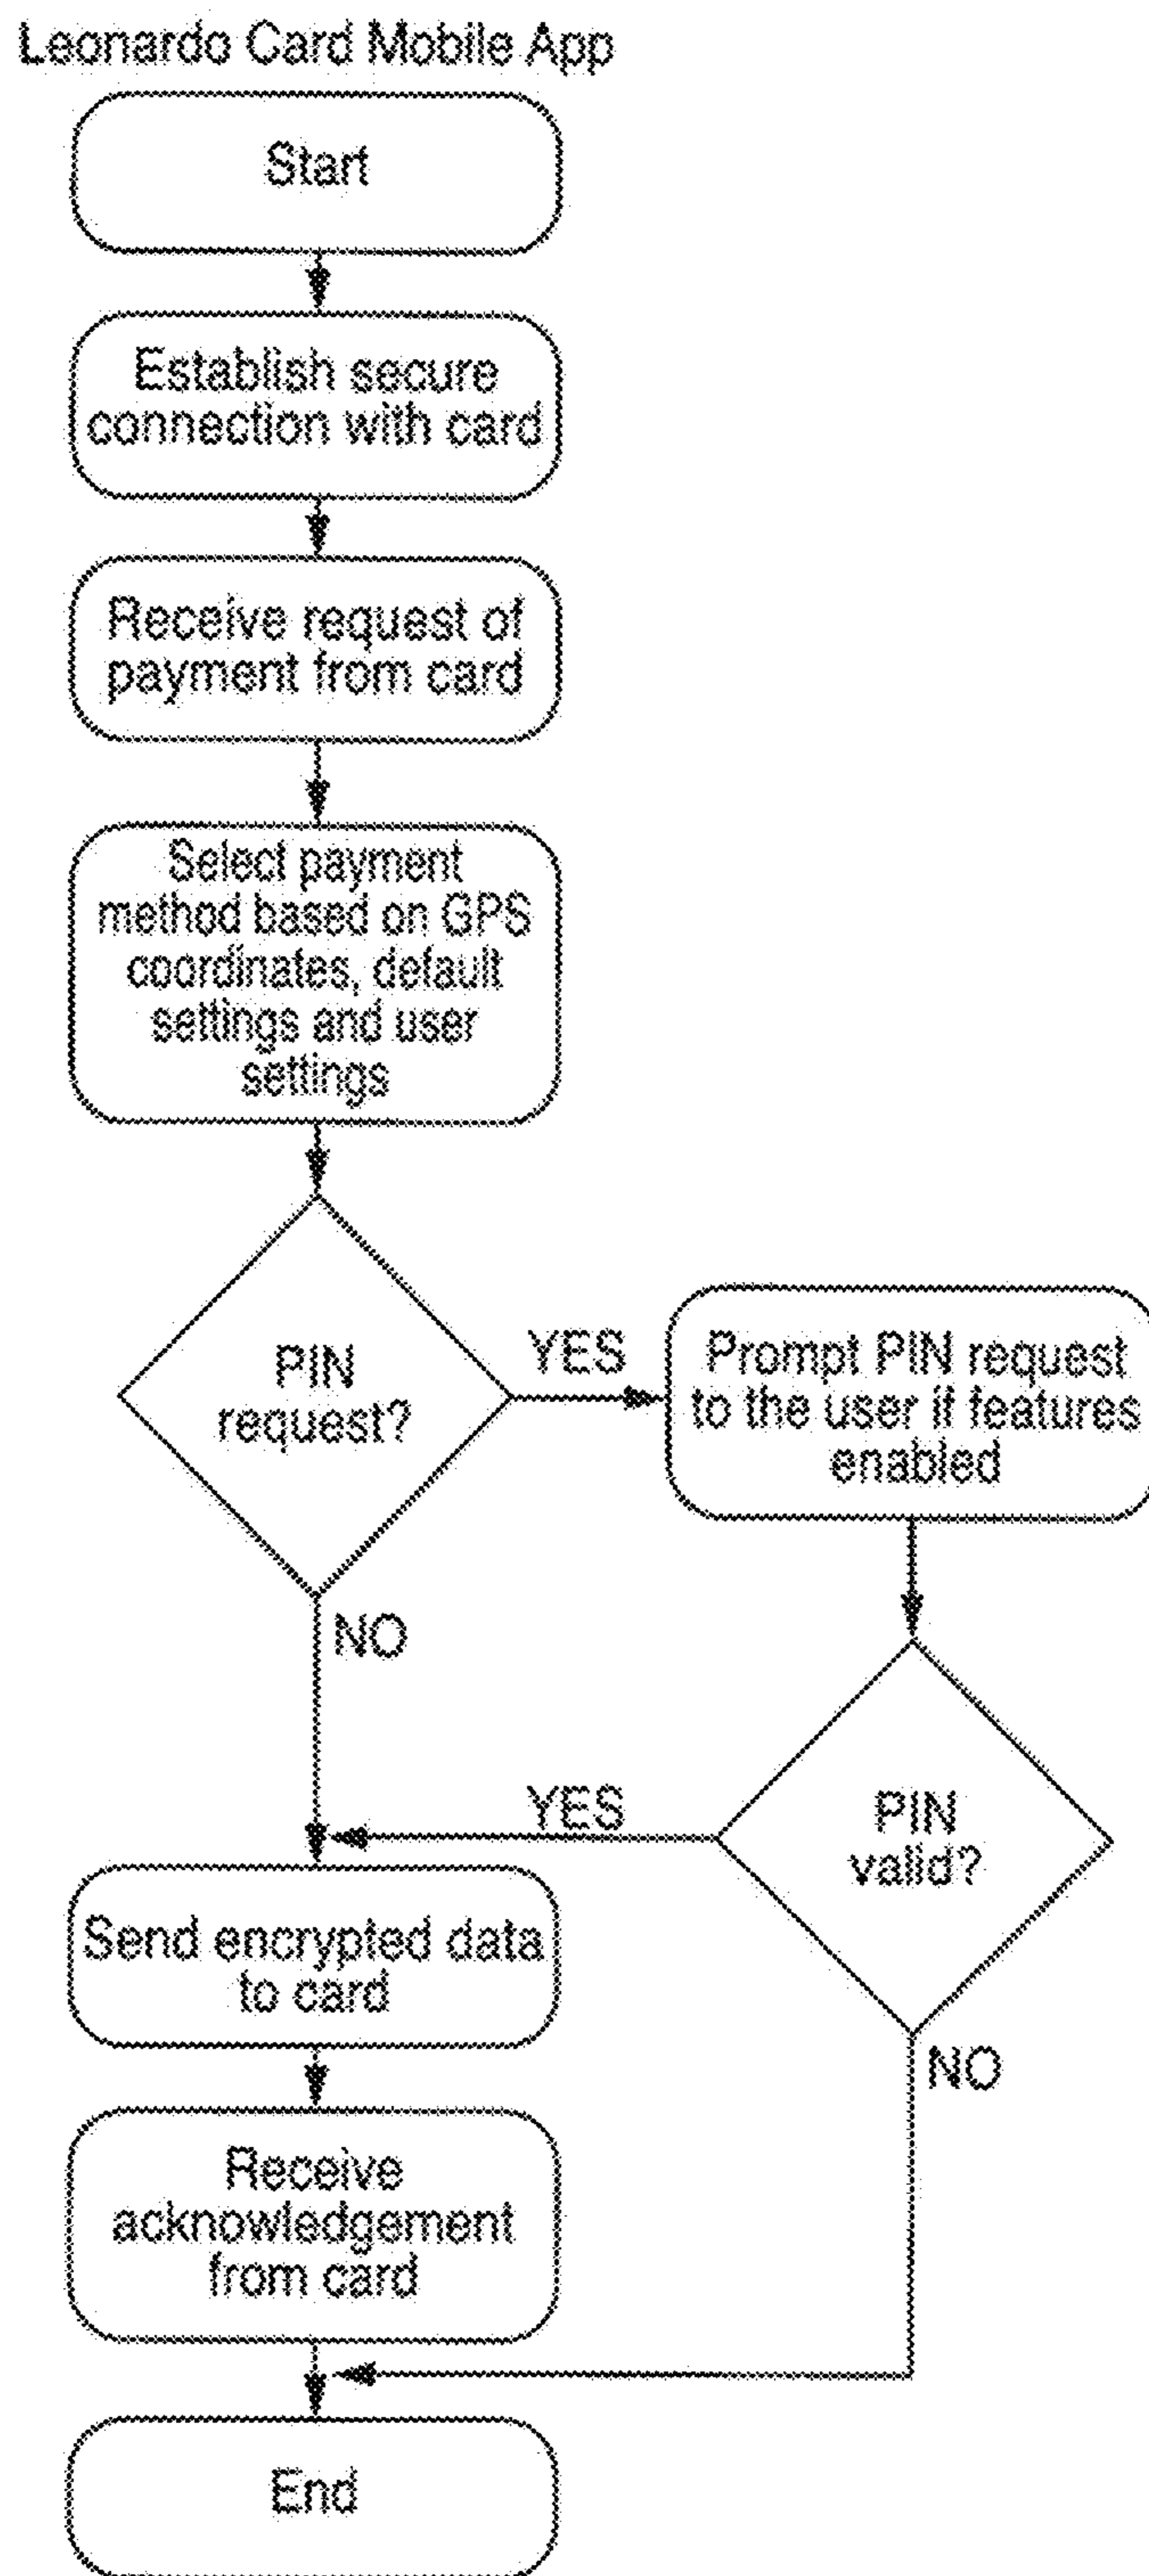 Leonardo Card Mobile App
Start
Establish secure
connection with card
Receive request of
payment from card
Select payment
method based on GPS
coordinates, default
settings and user
settings
PIN
request?
YES
Prompt PIN request
to the user if features
enabled
NO
PIN
valid?
YES
NO
Send encrypted data
to card
Receive
acknowledgement
from card
End